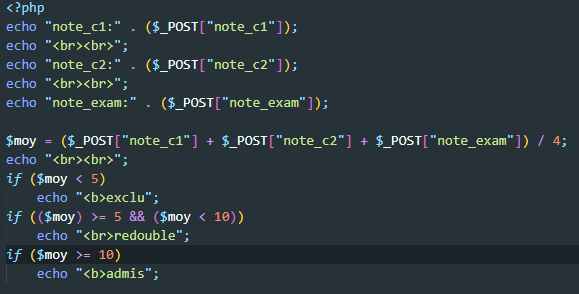 <?php
echo "note_c1:" . ($_POST["note_c1"]);
echo "<br><br>";
echo "note_c2:" . ($_POST["note_c2"]);
echo "<br><br>";
echo "note_exam:" . ($_POST["note_exam"]);
$moy = ($_POST["note_c1"] + $_POST["note_c2"] + $_POST["note_exam"]) / 4;
echo "<br><br>";
if ($moy < 5)
    echo "<b>exclu";
if (($moy) >= 5 && ($moy < 10))
    echo "<br>redouble";
if ($moy >= 10)
    echo "<b>admis";